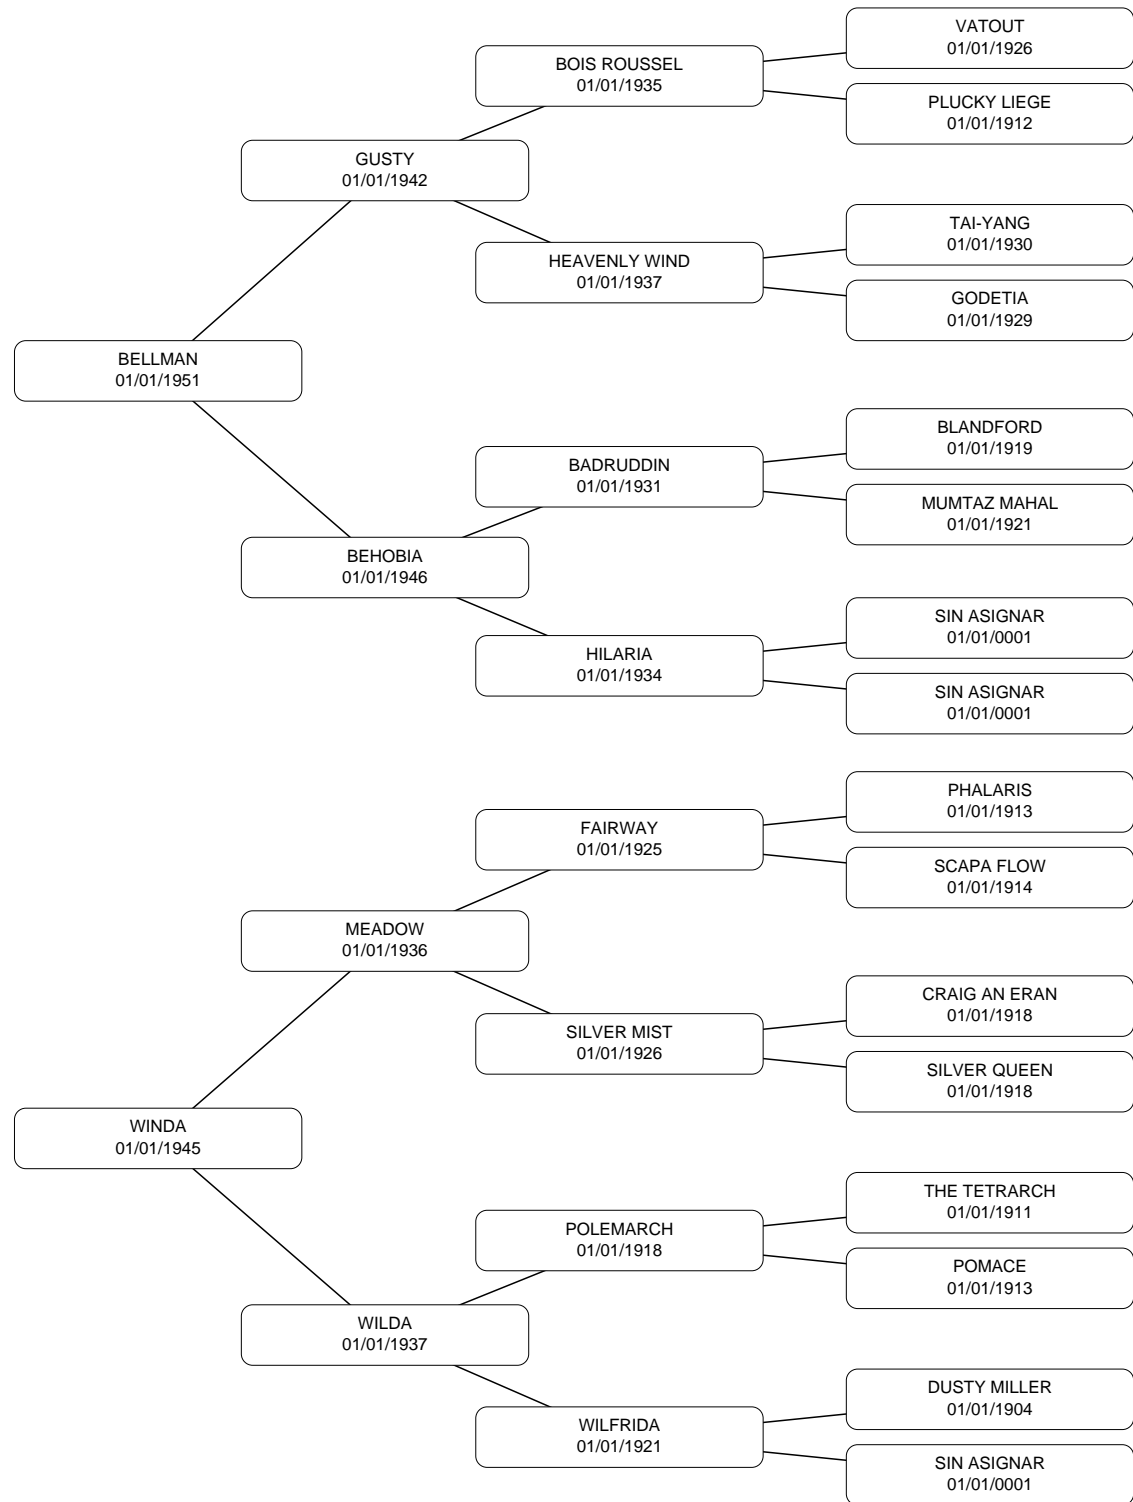 VATOUT
01/01/1926
BOIS ROUSSEL
01/01/1935
PLUCKY LIEGE
01/01/1912
GUSTY
01/01/1942
TAI-YANG
01/01/1930
HEAVENLY WIND
01/01/1937
GODETIA
01/01/1929
BELLMAN
01/01/1951
BLANDFORD
01/01/1919
BADRUDDIN
01/01/1931
MUMTAZ MAHAL
01/01/1921
BEHOBIA
01/01/1946
SIN ASIGNAR
01/01/0001
HILARIA
01/01/1934
SIN ASIGNAR
01/01/0001
PHALARIS
01/01/1913
FAIRWAY
01/01/1925
SCAPA FLOW
01/01/1914
MEADOW
01/01/1936
CRAIG AN ERAN
01/01/1918
SILVER MIST
01/01/1926
SILVER QUEEN
01/01/1918
WINDA
01/01/1945
THE TETRARCH
01/01/1911
POLEMARCH
01/01/1918
POMACE
01/01/1913
WILDA
01/01/1937
DUSTY MILLER
01/01/1904
WILFRIDA
01/01/1921
SIN ASIGNAR
01/01/0001